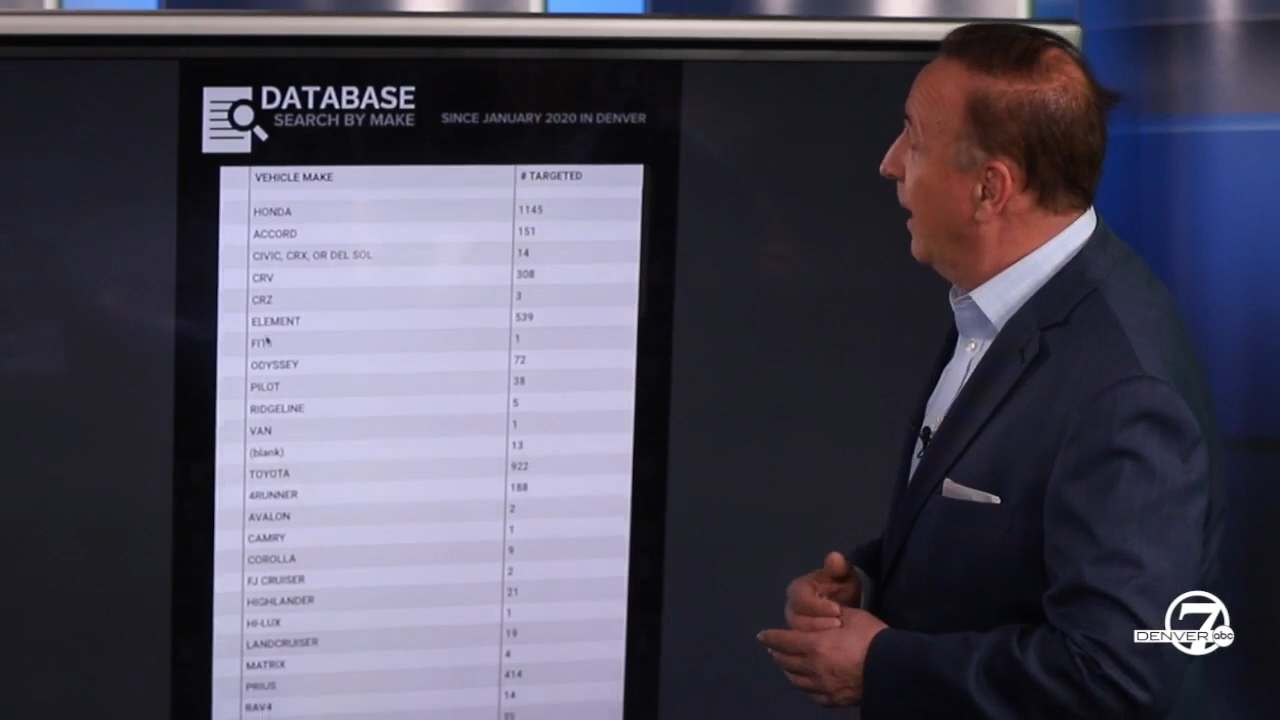 DATABASE
SEARCH BY MAKE
SINCE JANUARY 2020 IN DENVER
VEHICLE MAKE # TARGETED
HONDA 1145
ACCORD 151
CIVIC, CRX, OR DEL SOL 14
CRV 308
CRZ 3
ELEMENT 539
FIT 1
ODYSSEY 72
PILOT 38
RIDGELINE 5
VAN 1
(blank) 13
TOYOTA 922
4RUNNER 188
AVALON 2
CAMRY 1
COROLLA 9
FJ CRUISER 2
HIGHLANDER 21
HI-LUX 1
LANDCRUISER 19
MATRIX 4
PRIUS 414
RAV4 14
DENVER 7 abc